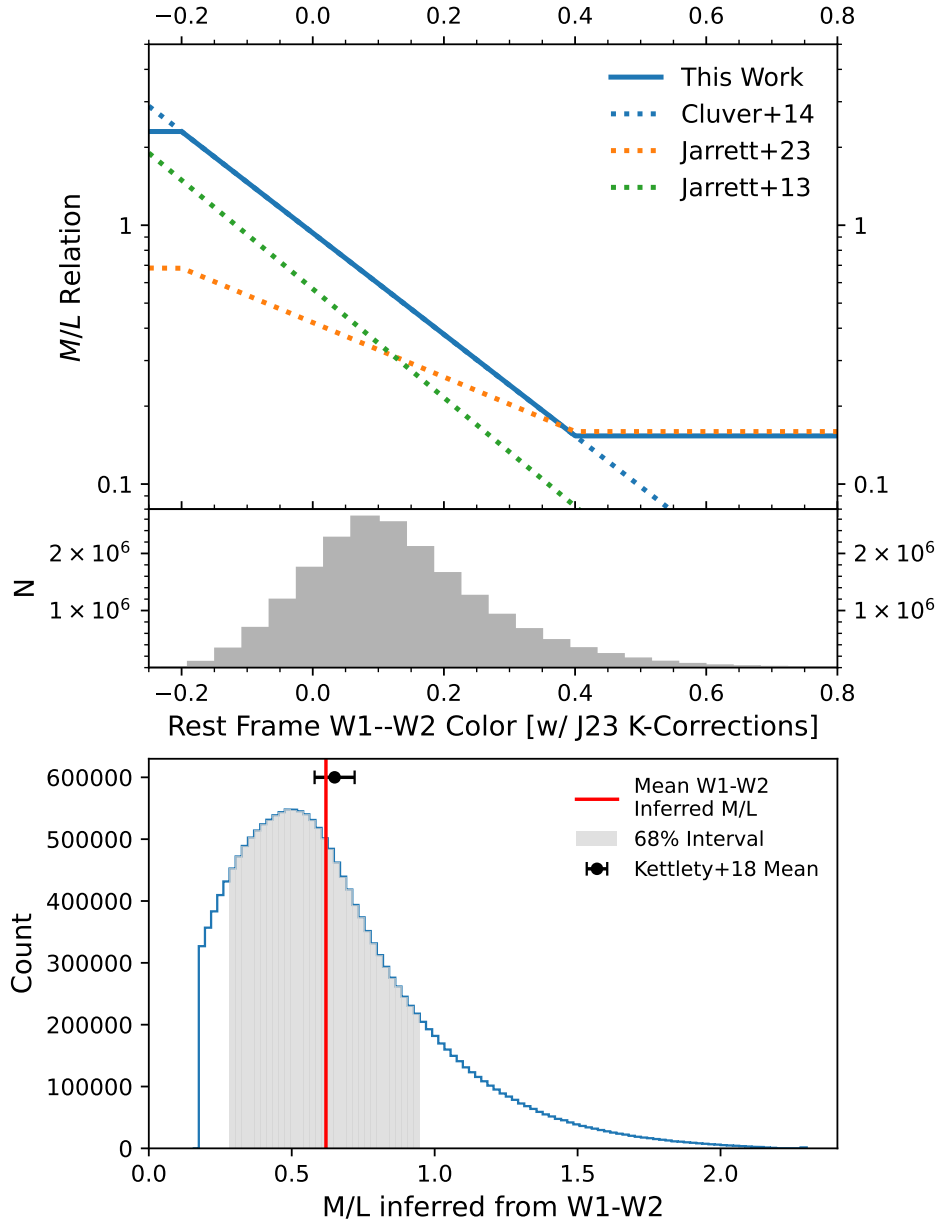 −0.2 0.0 0.2 0.4 0.6 0.8
This Work
Cluver+14
Jarrett+23
Jarrett+13
M/L Relation
1 1
0.1 0.1
N
2 × 10⁶ 2 × 10⁶
1 × 10⁶ 1 × 10⁶
−0.2 0.0 0.2 0.4 0.6 0.8
Rest Frame W1--W2 Color [w/ J23 K-Corrections]
600000
500000
400000
300000
200000
100000
0
Count
Mean W1-W2
Inferred M/L
68% Interval
Kettlety+18 Mean
0.0 0.5 1.0 1.5 2.0
M/L inferred from W1-W2